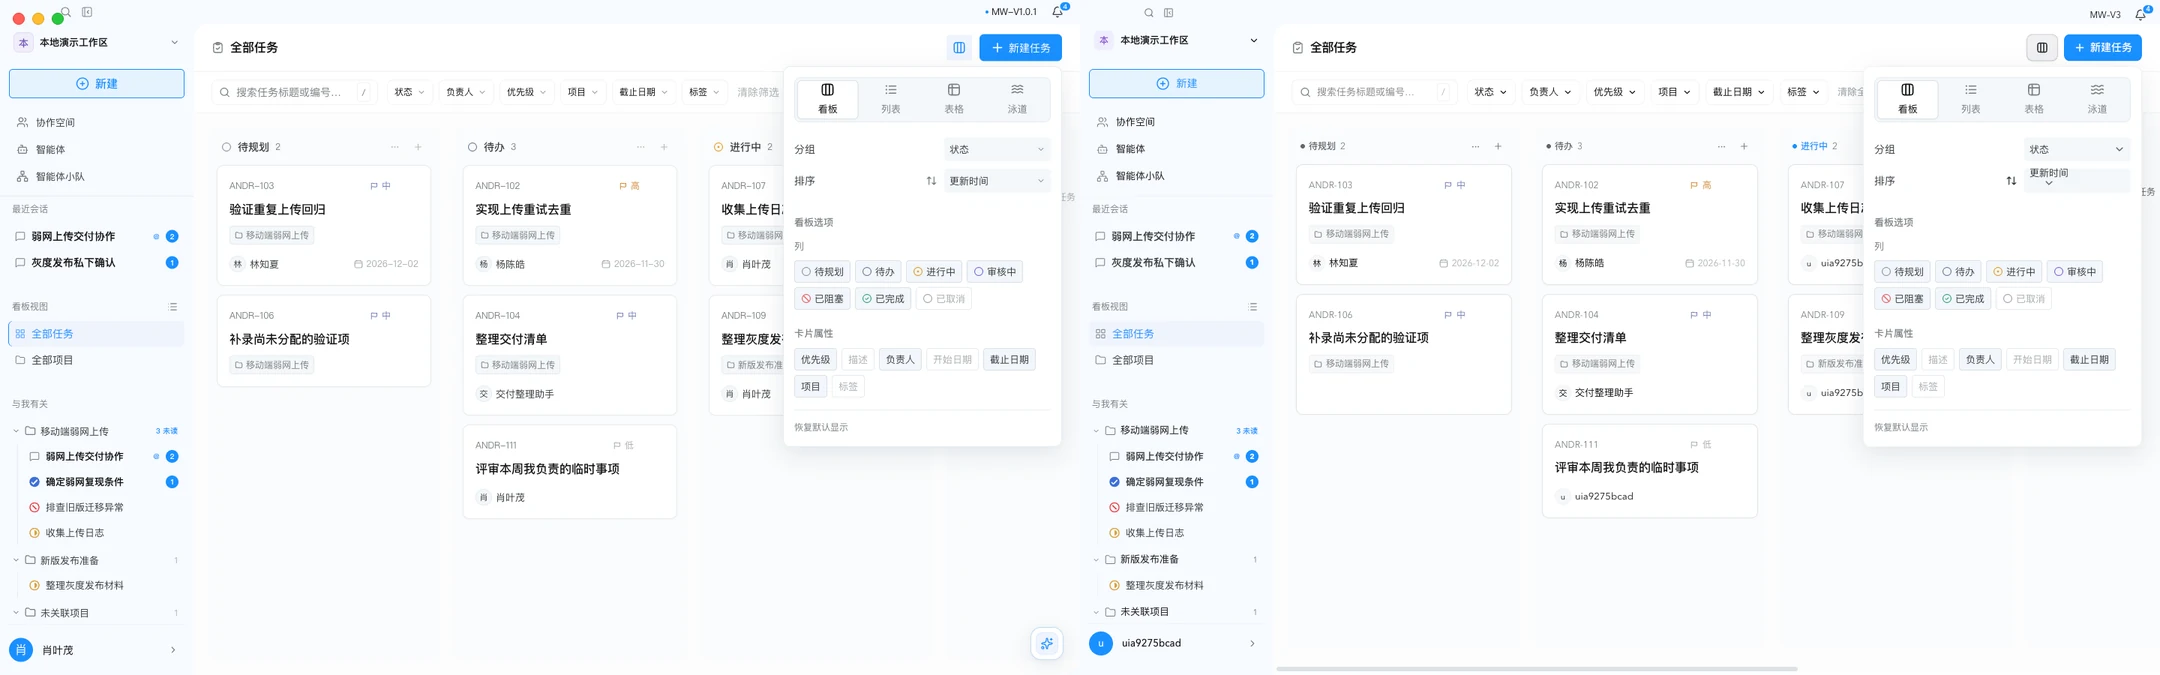 MW-V1.0.1
4
本 本地演示工作区
全部任务
新建任务
新建
搜索任务标题或编号... /
状态 负责人 优先级 项目 截止日期 标签 清除筛选
协作空间
智能体
智能体小队
最近会话
弱网上传交付协作 @ 2
灰度发布私下确认 1
看板视图
全部任务
全部项目
与我有关
移动端弱网上传 3 未读
弱网上传交付协作 @ 2
确定弱网复现条件 1
排查旧版迁移异常
收集上传日志
新版发布准备 1
整理灰度发布材料
未关联项目 1
肖 肖叶茂
待规划 2 ... +
ANDR-103 中
验证重复上传回归
移动端弱网上传
林 林知夏 2026-12-02
ANDR-106 中
补录尚未分配的验证项
移动端弱网上传
待办 3 ... +
ANDR-102 高
实现上传重试去重
移动端弱网上传
杨 杨陈皓 2026-11-30
ANDR-104 中
整理交付清单
移动端弱网上传
交 交付整理助手
ANDR-111 低
评审本周我负责的临时事项
肖 肖叶茂
进行中 2
ANDR-107
收集上传日
移动端弱网
肖 肖叶茂
ANDR-109
整理灰度发
新版发布准
肖 肖叶茂
任务
看板 列表 表格 泳道
分组 状态
排序 更新时间
看板选项
列
待规划 待办 进行中 审核中
已阻塞 已完成 已取消
卡片属性
优先级 描述 负责人 开始日期 截止日期
项目 标签
恢复默认显示
MW-V3
4
本 本地演示工作区
全部任务
新建任务
新建
搜索任务标题或编号... /
状态 负责人 优先级 项目 截止日期 标签 清除全
协作空间
智能体
智能体小队
最近会话
弱网上传交付协作 @ 2
灰度发布私下确认 1
看板视图
全部任务
全部项目
与我有关
移动端弱网上传 3 未读
弱网上传交付协作 @ 2
确定弱网复现条件 1
排查旧版迁移异常
收集上传日志
新版发布准备 1
整理灰度发布材料
未关联项目 1
u uia9275bcad
待规划 2 ... +
ANDR-103 中
验证重复上传回归
移动端弱网上传
林 林知夏 2026-12-02
ANDR-106 中
补录尚未分配的验证项
移动端弱网上传
待办 3 ... +
ANDR-102 高
实现上传重试去重
移动端弱网上传
杨 杨陈皓 2026-11-30
ANDR-104 中
整理交付清单
移动端弱网上传
交 交付整理助手
ANDR-111 低
评审本周我负责的临时事项
u uia9275bcad
进行中 2
ANDR-107
收集上传日
移动端弱网
u uia9275b
ANDR-109
整理灰度发
新版发布准
u uia9275b
任务
看板 列表 表格 泳道
分组 状态
排序 更新时间
看板选项
列
待规划 待办 进行中 审核中
已阻塞 已完成 已取消
卡片属性
优先级 描述 负责人 开始日期 截止日期
项目 标签
恢复默认显示